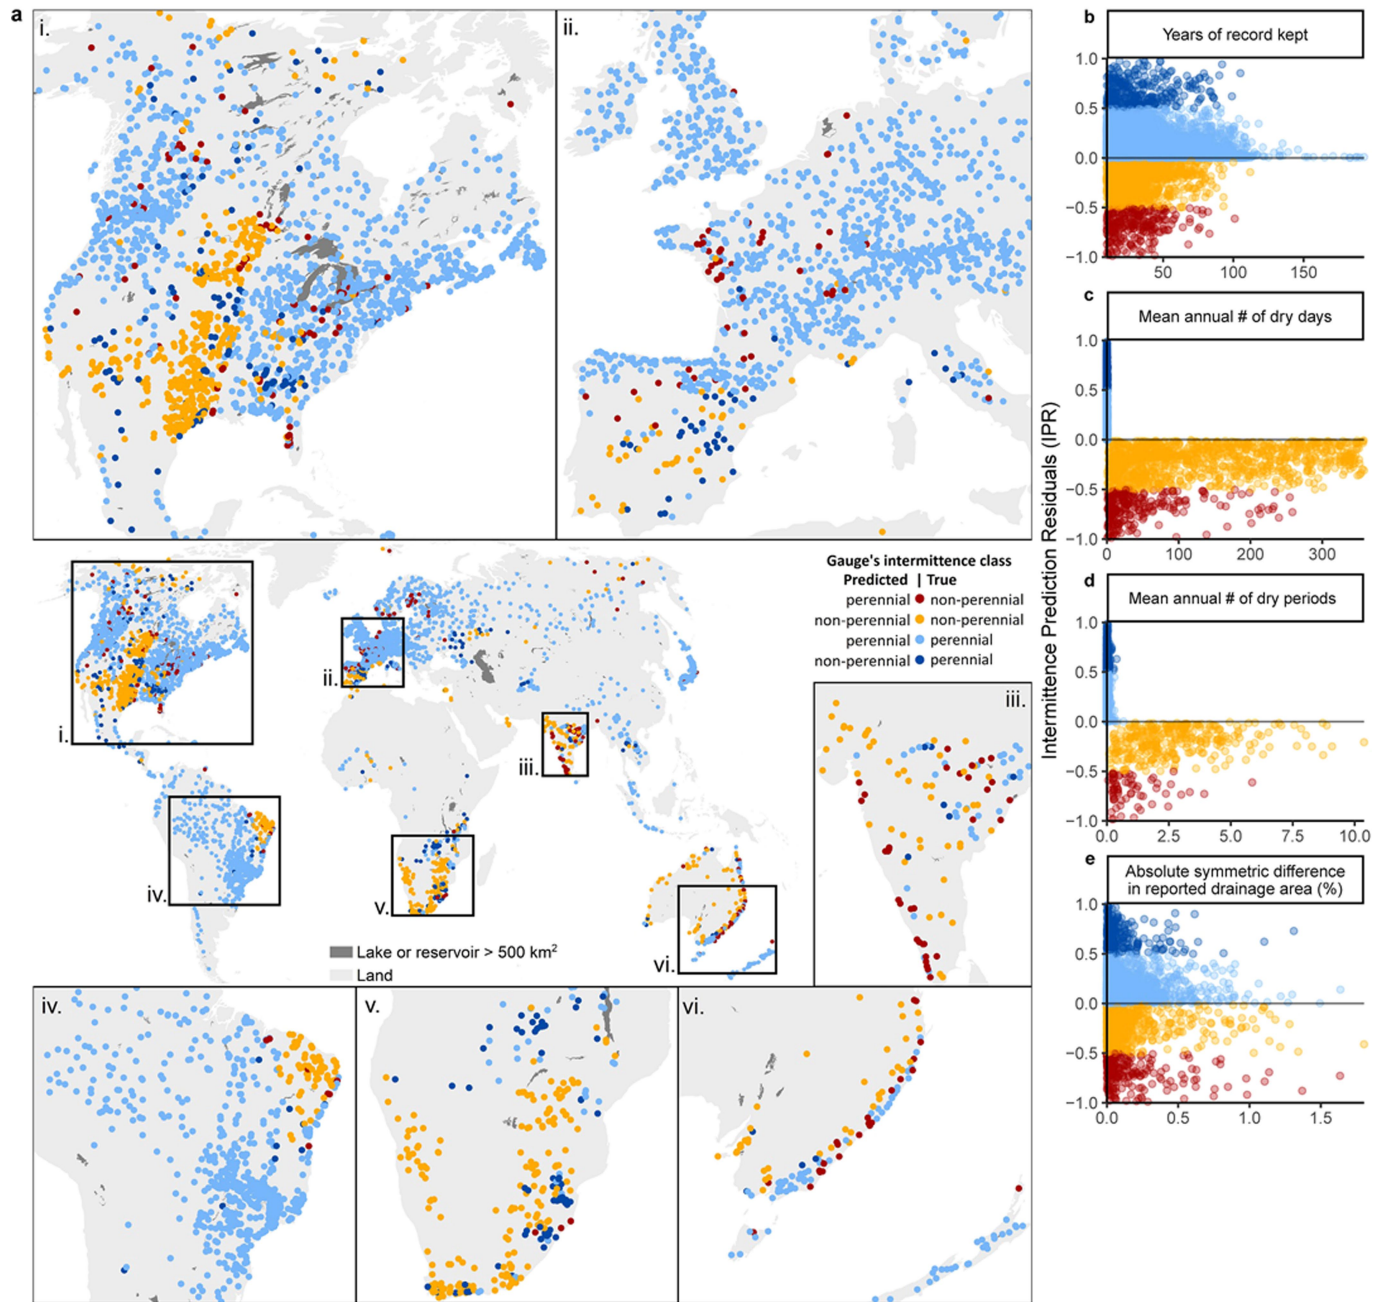 a
i.
ii.
i.
ii.
iii.
iv.
v.
vi.
Gauge's intermittence class
Predicted | True
perennial non-perennial
non-perennial non-perennial
perennial perennial
non-perennial perennial
iii.
Lake or reservoir > 500 km²
Land
iv.
v.
vi.
Intermittence Prediction Residuals (IPR)
b
Years of record kept
1.0
0.5
0.0
−0.5
−1.0
50 100 150
c
Mean annual # of dry days
1.0
0.5
0.0
−0.5
−1.0
0 100 200 300
d
Mean annual # of dry periods
1.0
0.5
0.0
−0.5
−1.0
0.0 2.5 5.0 7.5 10.0
e
Absolute symmetric difference
in reported drainage area (%)
1.0
0.5
0.0
−0.5
−1.0
0.0 0.5 1.0 1.5